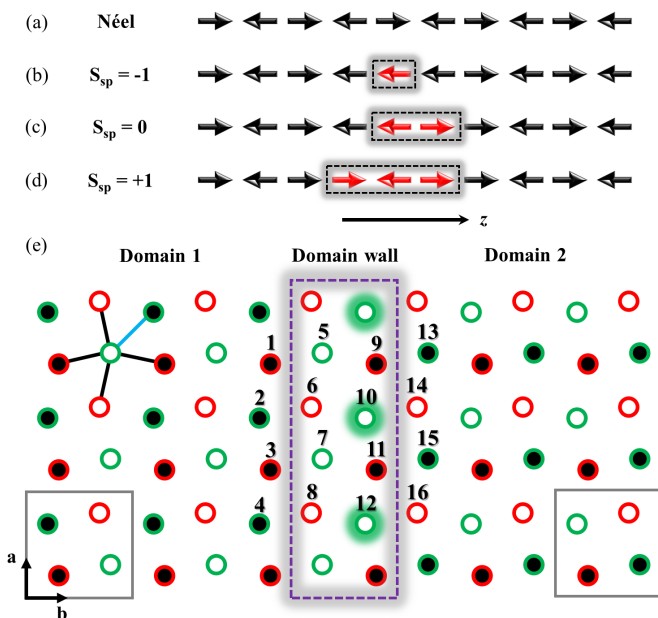 (a) Néel
(b) S_sp = -1
(c) S_sp = 0
(d) S_sp = +1
z
(e)
Domain 1 Domain wall Domain 2
1 5 9 13
2 6 10 14
3 7 11 15
4 8 12 16
a
b